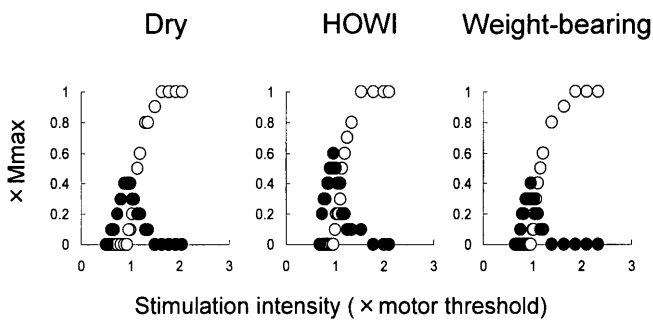 Dry HOWI Weight-bearing
× Mmax
1 1 1
0.8 0.8 0.8
0.6 0.6 0.6
0.4 0.4 0.4
0.2 0.2 0.2
0 0 0
0 1 2 3 0 1 2 3 0 1 2 3
Stimulation intensity ( × motor threshold)